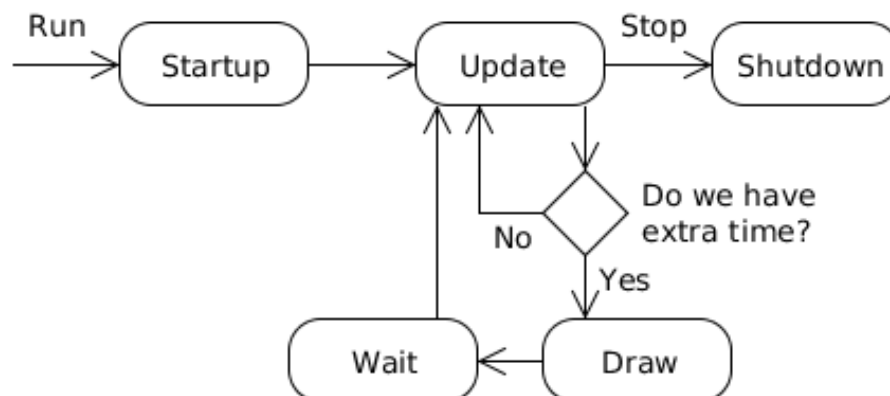 Run
Startup
Update
Stop
Shutdown
Do we have
extra time?
No
Yes
Wait
Draw